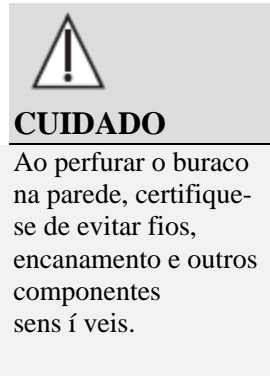 CUIDADO
Ao perfurar o buraco
na parede, certifique-
se de evitar fios,
encanamento e outros
componentes
sens í veis.